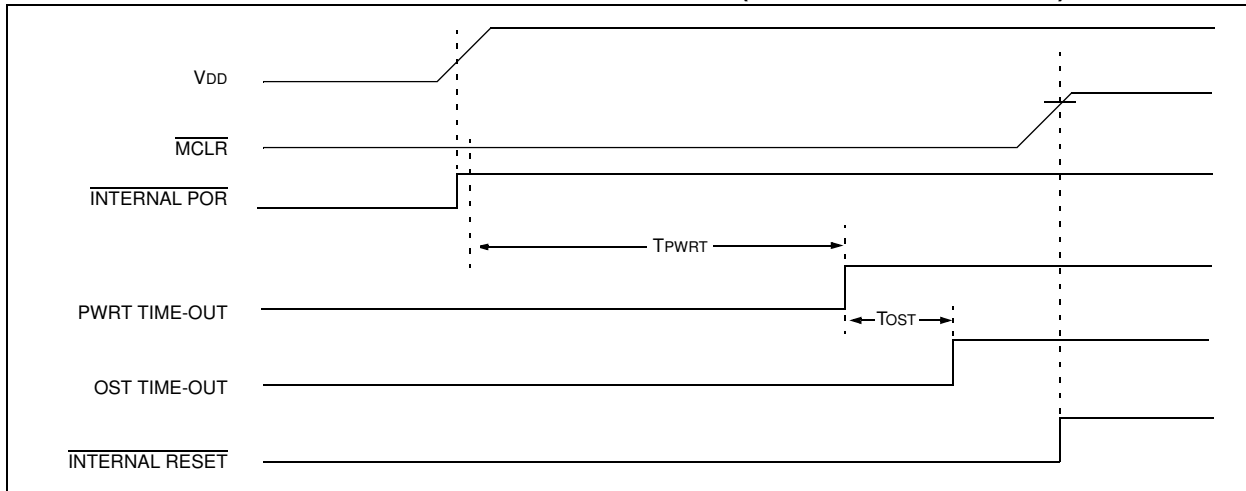 VDD
MCLR
INTERNAL POR
TPWRT
PWRT TIME-OUT
TOST
OST TIME-OUT
INTERNAL RESET